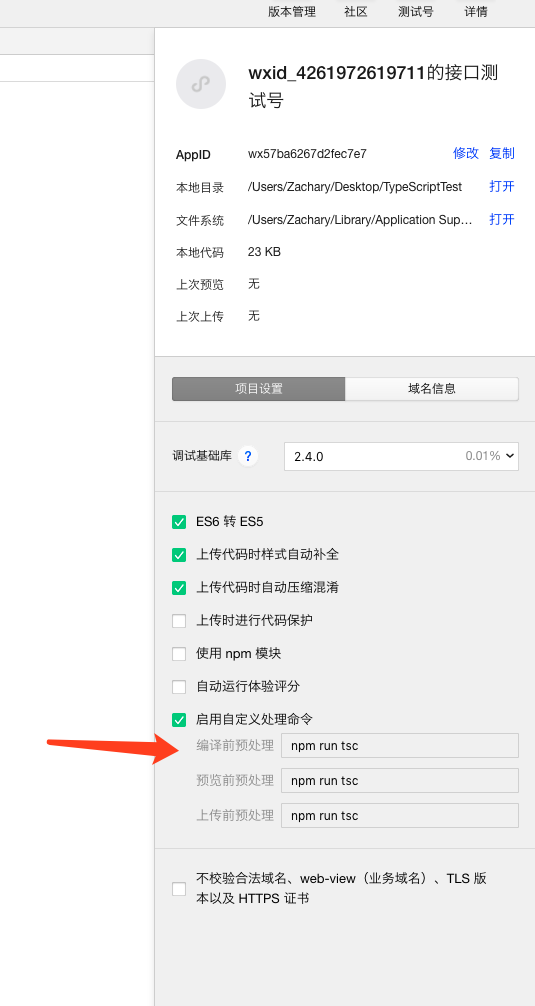 版本管理 社区 测试号 详情
wxid_4261972619711的接口测
试号
AppID wx57ba6267d2fec7e7 修改 复制
本地目录 /Users/Zachary/Desktop/TypeScriptTest 打开
文件系统 /Users/Zachary/Library/Application Sup... 打开
本地代码 23 KB
上次预览 无
上次上传 无
项目设置 域名信息
调试基础库 ? 2.4.0 0.01%
ES6 转 ES5
上传代码时样式自动补全
上传代码时自动压缩混淆
上传时进行代码保护
使用 npm 模块
自动运行体验评分
启用自定义处理命令
编译前预处理 npm run tsc
预览前预处理 npm run tsc
上传前预处理 npm run tsc
不校验合法域名、web-view（业务域名）、TLS 版
本以及 HTTPS 证书